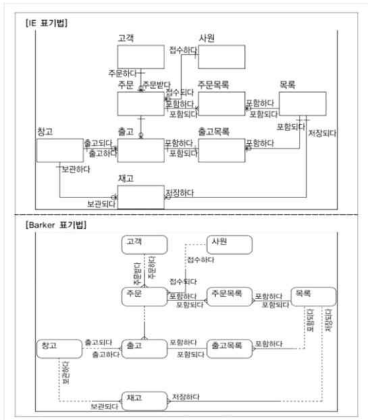 [IE 표기법]
고객
사원
접수하다
주문하다
주문
주문받다
접수되다
주문목록
목록
포함하다
포함되다
포함하다
포함되다
포함되다
저장되다
창고
출고
출고목록
출고되다
출고하다
포함하다
포함되다
포함하다
보관하다
재고
저장하다
보관되다
[Barker 표기법]
고객
사원
주문받다
주문하다
접수하다
접수되다
주문
주문목록
목록
포함하다
포함되다
포함하다
포함되다
포함되다
저장되다
창고
출고되다
출고하다
출고
포함하다
포함되다
출고목록
포함하다
보관하다
재고
저장하다
보관되다